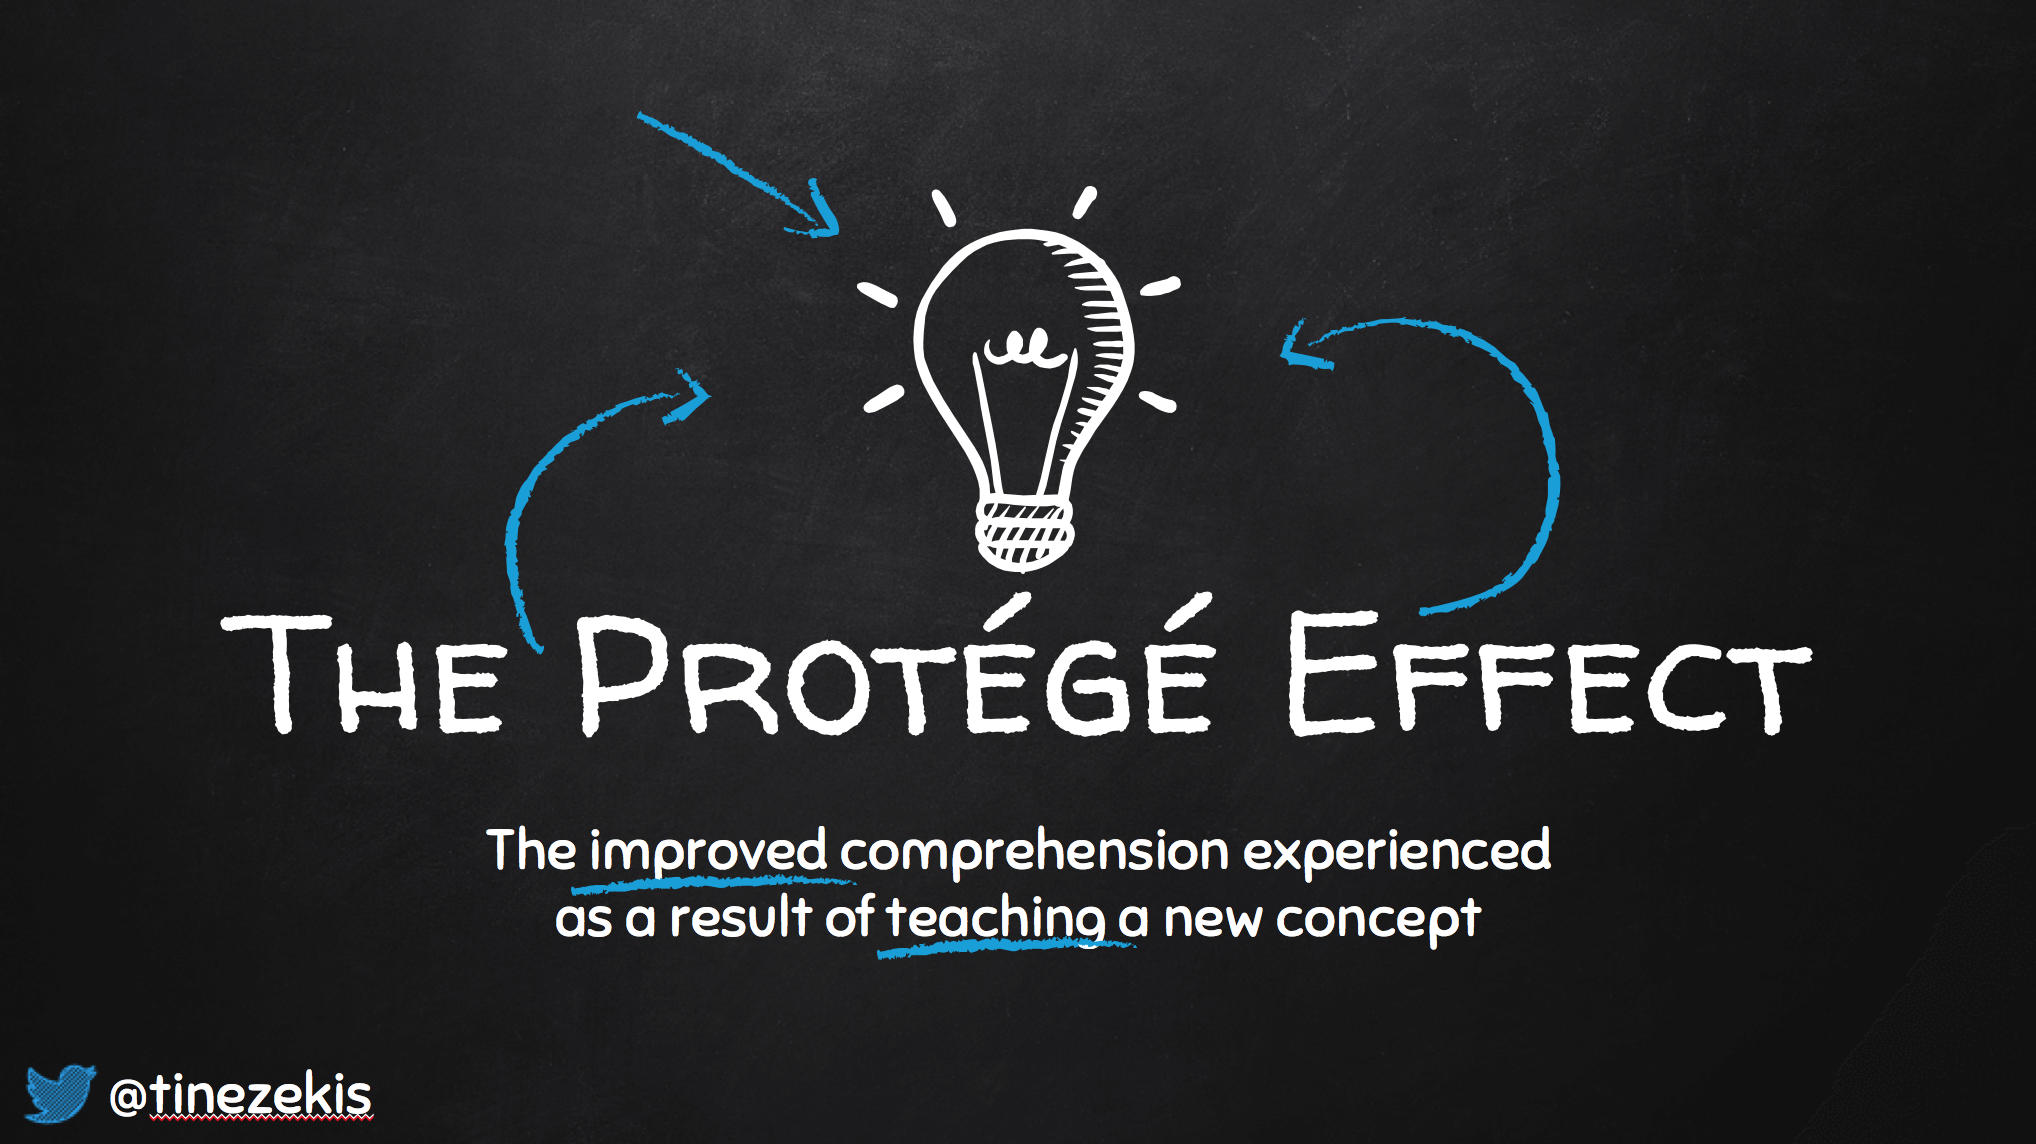 The Protégé Effect
The improved comprehension experienced
as a result of teaching a new concept
@tinezekis